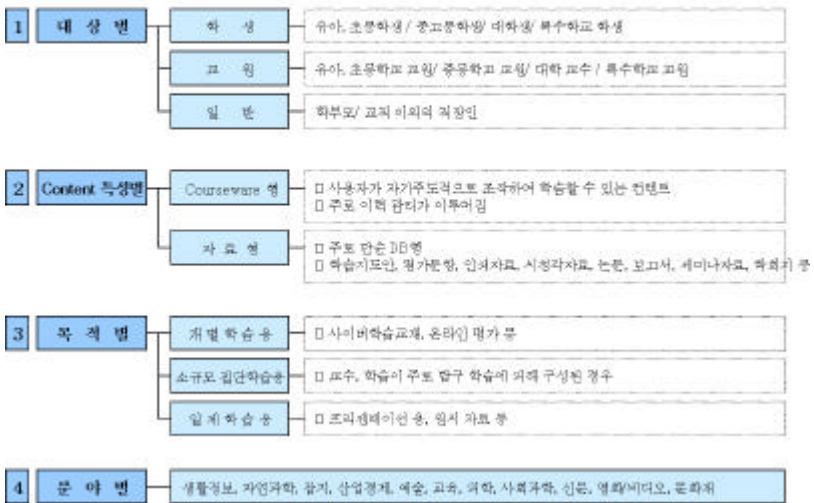 1 대 상 별
학 생
유아, 초등학생 / 중고등학생/ 대학생/ 특수학교 학생
교 원
유아, 초등학교 교원/ 중등학교 교원/ 대학 교수 / 특수학교 교원
일 반
학부모/ 교직 이외의 직장인
2 Content 특성별
Courseware 형
□ 사용자가 자기주도적으로 조작하여 학습할 수 있는 컨텐트
□ 주로 이력 관리가 이루어짐
자 료 형
□ 주로 단순 DB형
□ 학습지도안, 평가문항, 인쇄자료, 시청각자료, 논문, 보고서, 세미나자료, 학회지 등
3 목 적 별
개 별 학 습 용
□ 사이버학습교재, 온라인 평가 등
소규모 집단학습용
□ 교수, 학습이 주로 탐구 학습에 의해 구성된 경우
일 제 학 습 용
□ 프리젠테이션 용, 원시 자료 등
4 분 야 별
생활정보, 자연과학, 잡지, 산업경제, 예술, 교육, 의학, 사회과학, 신문, 영화/비디오, 문화재